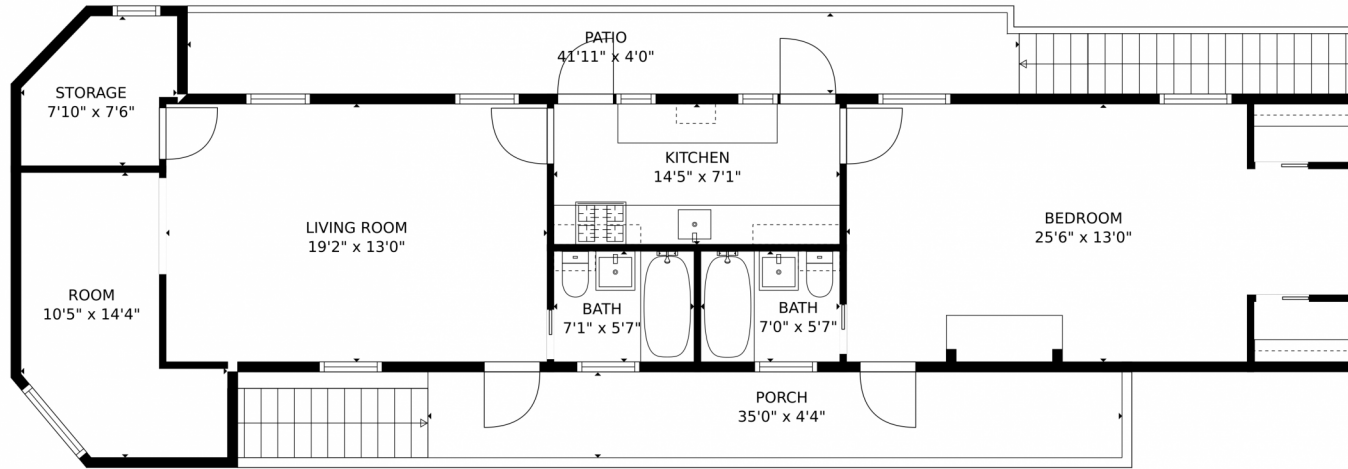 PATIO
41'11" x 4'0"
STORAGE
7'10" x 7'6"
KITCHEN
14'5" x 7'1"
LIVING ROOM
19'2" x 13'0"
BEDROOM
25'6" x 13'0"
ROOM
10'5" x 14'4"
BATH
7'1" x 5'7"
BATH
7'0" x 5'7"
PORCH
35'0" x 4'4"